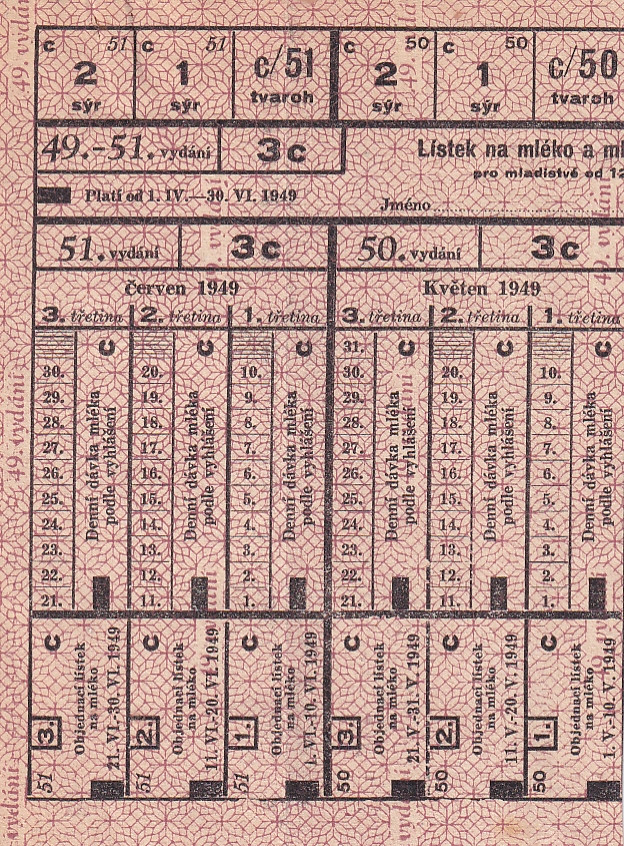 c 51 c 51 c/51 c 50 c 50 c/50
2 1 tvaroh 2 1 tvaroh
sýr sýr sýr sýr
49.-51. vydání 3c
Lístek na mléko a ml
pro mladistvé od 12
Platí od 1. IV.—30. VI. 1949
Jméno
51. vydání 3c 50. vydání 3c
červen 1949 Květen 1949
3. třetina 2. třetina 1. třetina 3. třetina 2. třetina 1. třetina
C C C 31. C C C
30. 20. 10. 30. 20. 10.
29. 19. 9. 29. 19. 9.
28. 18. 8. 28. 18. 8.
27. 17. 7. 27. 17. 7.
26. 16. 6. 26. 16. 6.
25. 15. 5. 25. 15. 5.
24. 14. 4. 24. 14. 4.
23. 13. 3. 23. 13. 3.
22. 12. 2. 22. 12. 2.
21. 11. 1. 21. 11. 1.
Denní dávka mléka
podle vyhlášení
Denní dávka mléka
podle vyhlášení
Denní dávka mléka
podle vyhlášení
Denní dávka mléka
podle vyhlášení
Denní dávka mléka
podle vyhlášení
Denní dávka mléka
podle vyhlášení
C
51 3.
Objednací lístek
na mléko
21. VI.-30. VI. 1949
C
51 2.
Objednací lístek
na mléko
11. VI.-20. VI. 1949
C
51 1.
Objednací lístek
na mléko
1. VI.-10. VI. 1949
C
50 3.
Objednací lístek
na mléko
21. V.-31. V. 1949
C
50 2.
Objednací lístek
na mléko
11. V.-20. V. 1949
C
50 1.
Objednací lístek
na mléko
1. V.-10. V. 1949
49. vydání
49. vydání
vydání